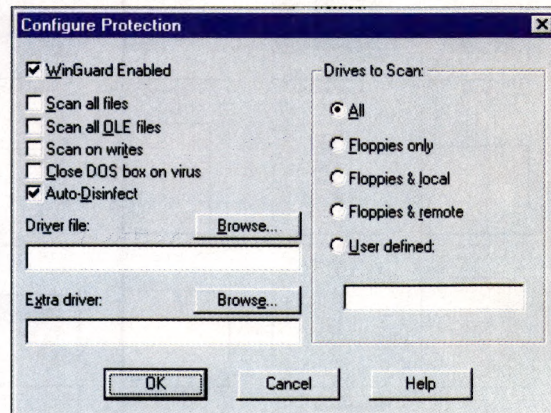 Configure Protection
WinGuard Enabled
Scan all files
Scan all OLE files
Scan on writes
Close DOS box on virus
Auto-Disinfect
Driver file:
Browse...
Extra driver:
Browse...
Drives to Scan:
All
Floppies only
Floppies & local
Floppies & remote
User defined:
OK
Cancel
Help